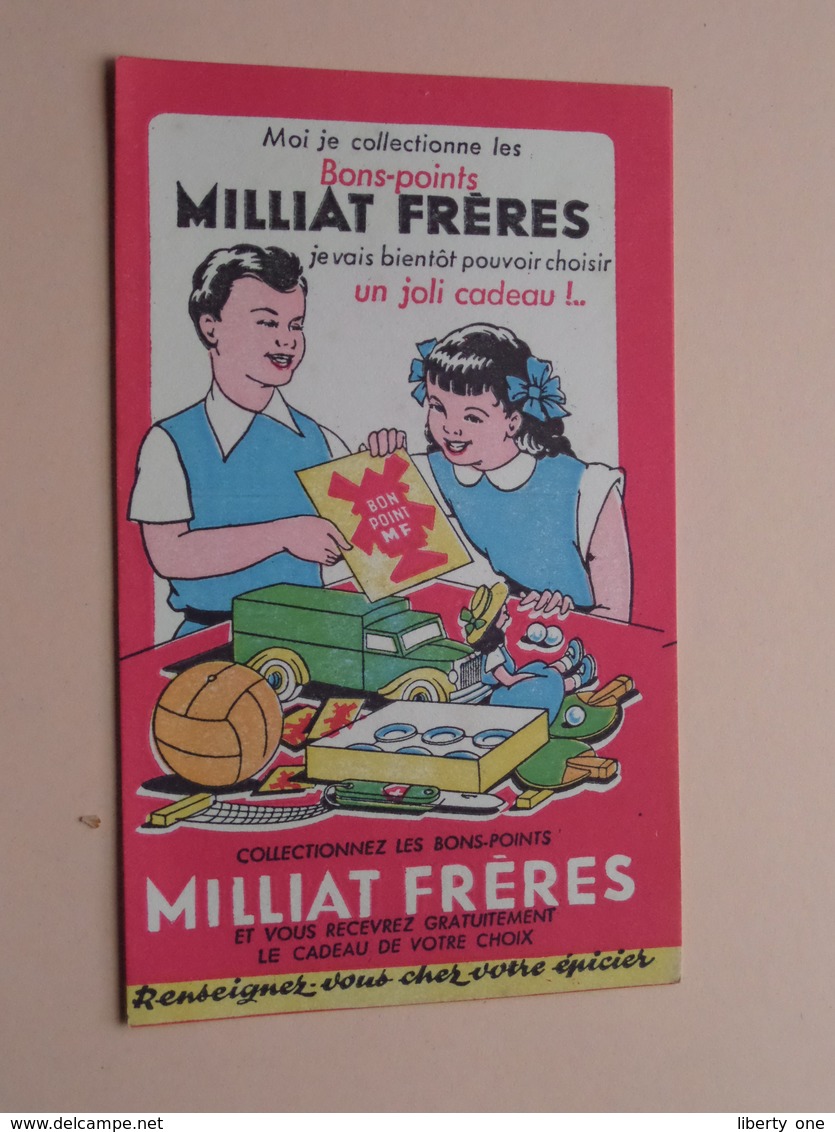 Moi je collectionne les
Bons-points
MILLIAT FRÈRES
je vais bientôt pouvoir choisir
un joli cadeau !..
BON
POINT
MF
COLLECTIONNEZ LES BONS-POINTS
MILLIAT FRÈRES
ET VOUS RECEVREZ GRATUITEMENT
LE CADEAU DE VOTRE CHOIX
Renseignez-vous chez votre épicier
www.delcampe.net
liberty one